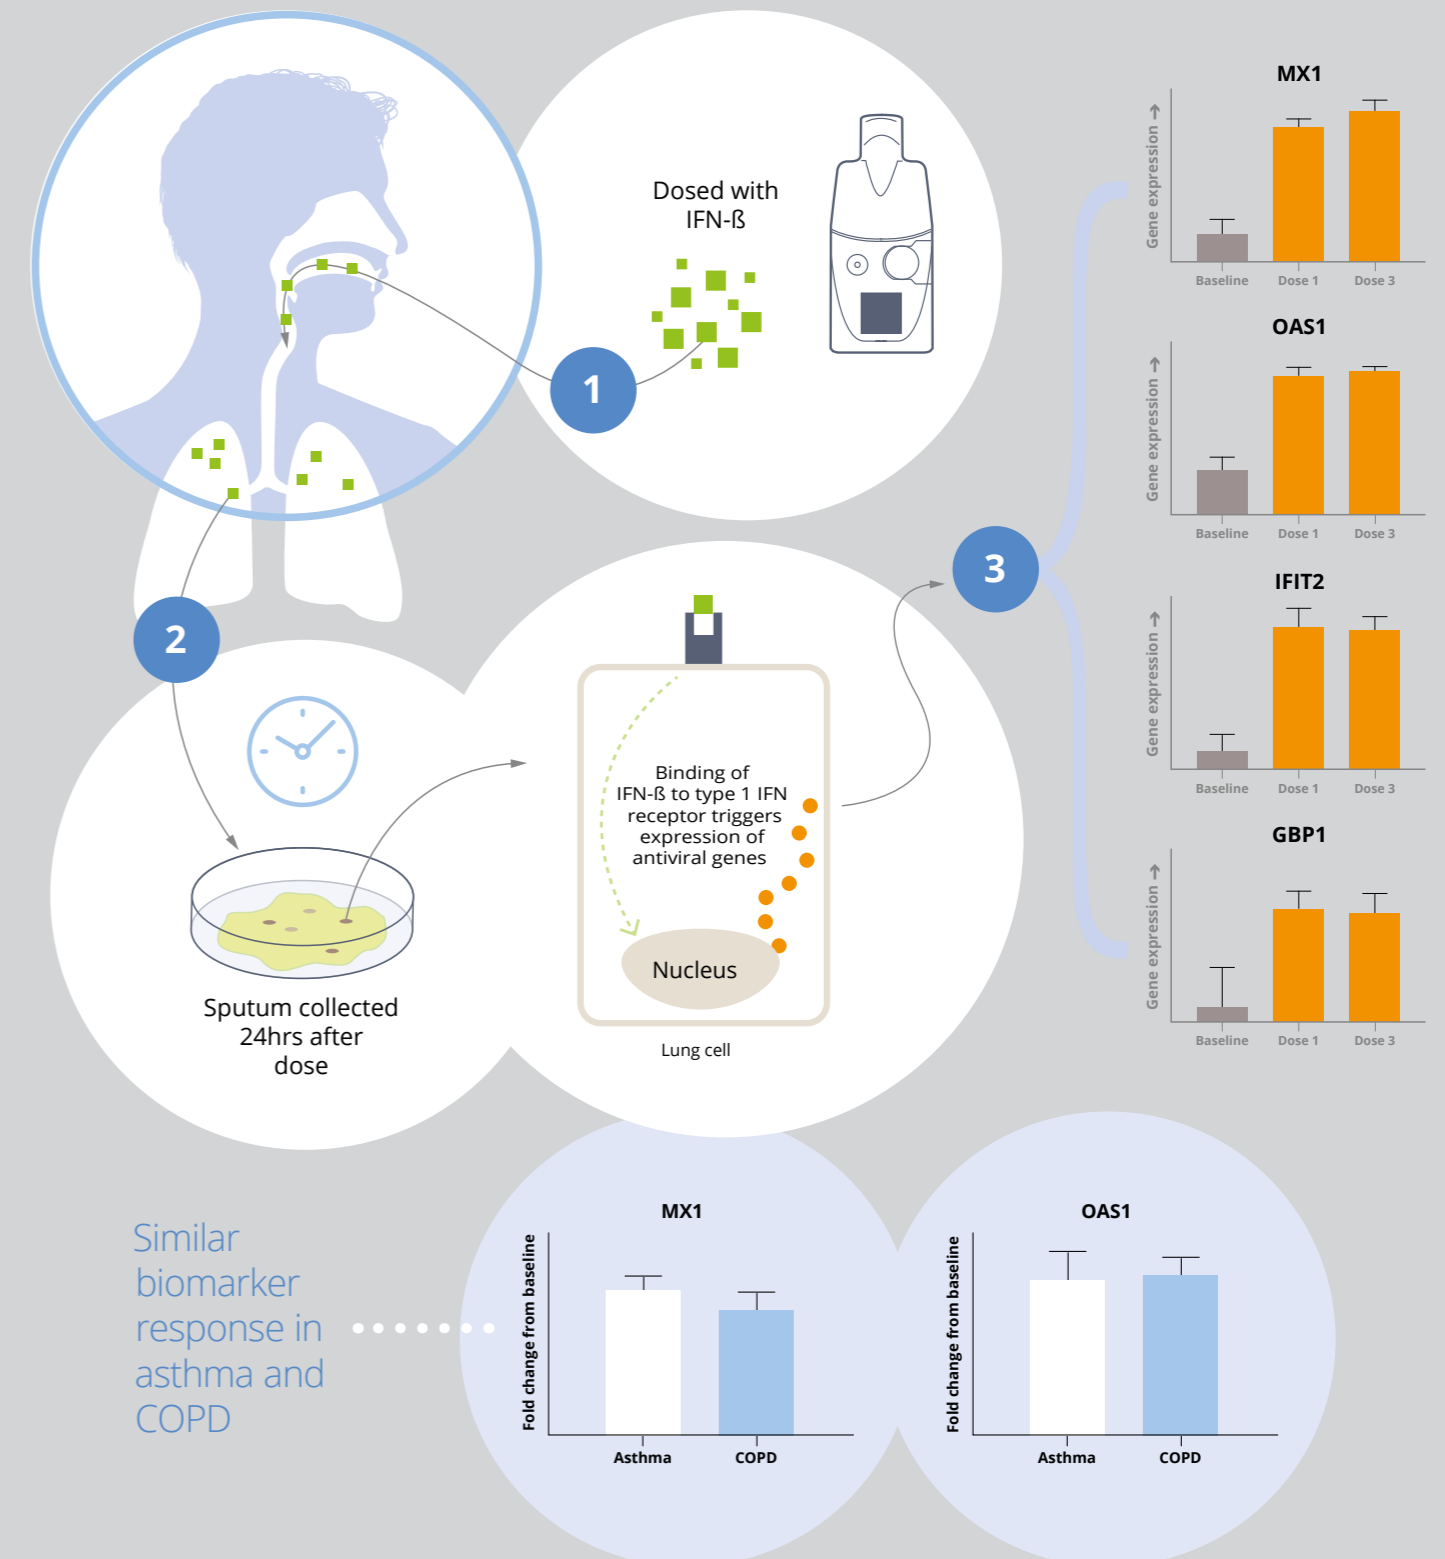 Dosed with
IFN-ß
1
2
Sputum collected
24hrs after
dose
Binding of
IFN-ß to type 1 IFN
receptor triggers
expression of
antiviral genes
Nucleus
Lung cell
3
MX1
Gene expression →
Baseline Dose 1 Dose 3
OAS1
Gene expression →
Baseline Dose 1 Dose 3
IFIT2
Gene expression →
Baseline Dose 1 Dose 3
GBP1
Gene expression →
Baseline Dose 1 Dose 3
Similar
biomarker
response in
asthma and
COPD
MX1
Fold change from baseline
Asthma COPD
OAS1
Fold change from baseline
Asthma COPD